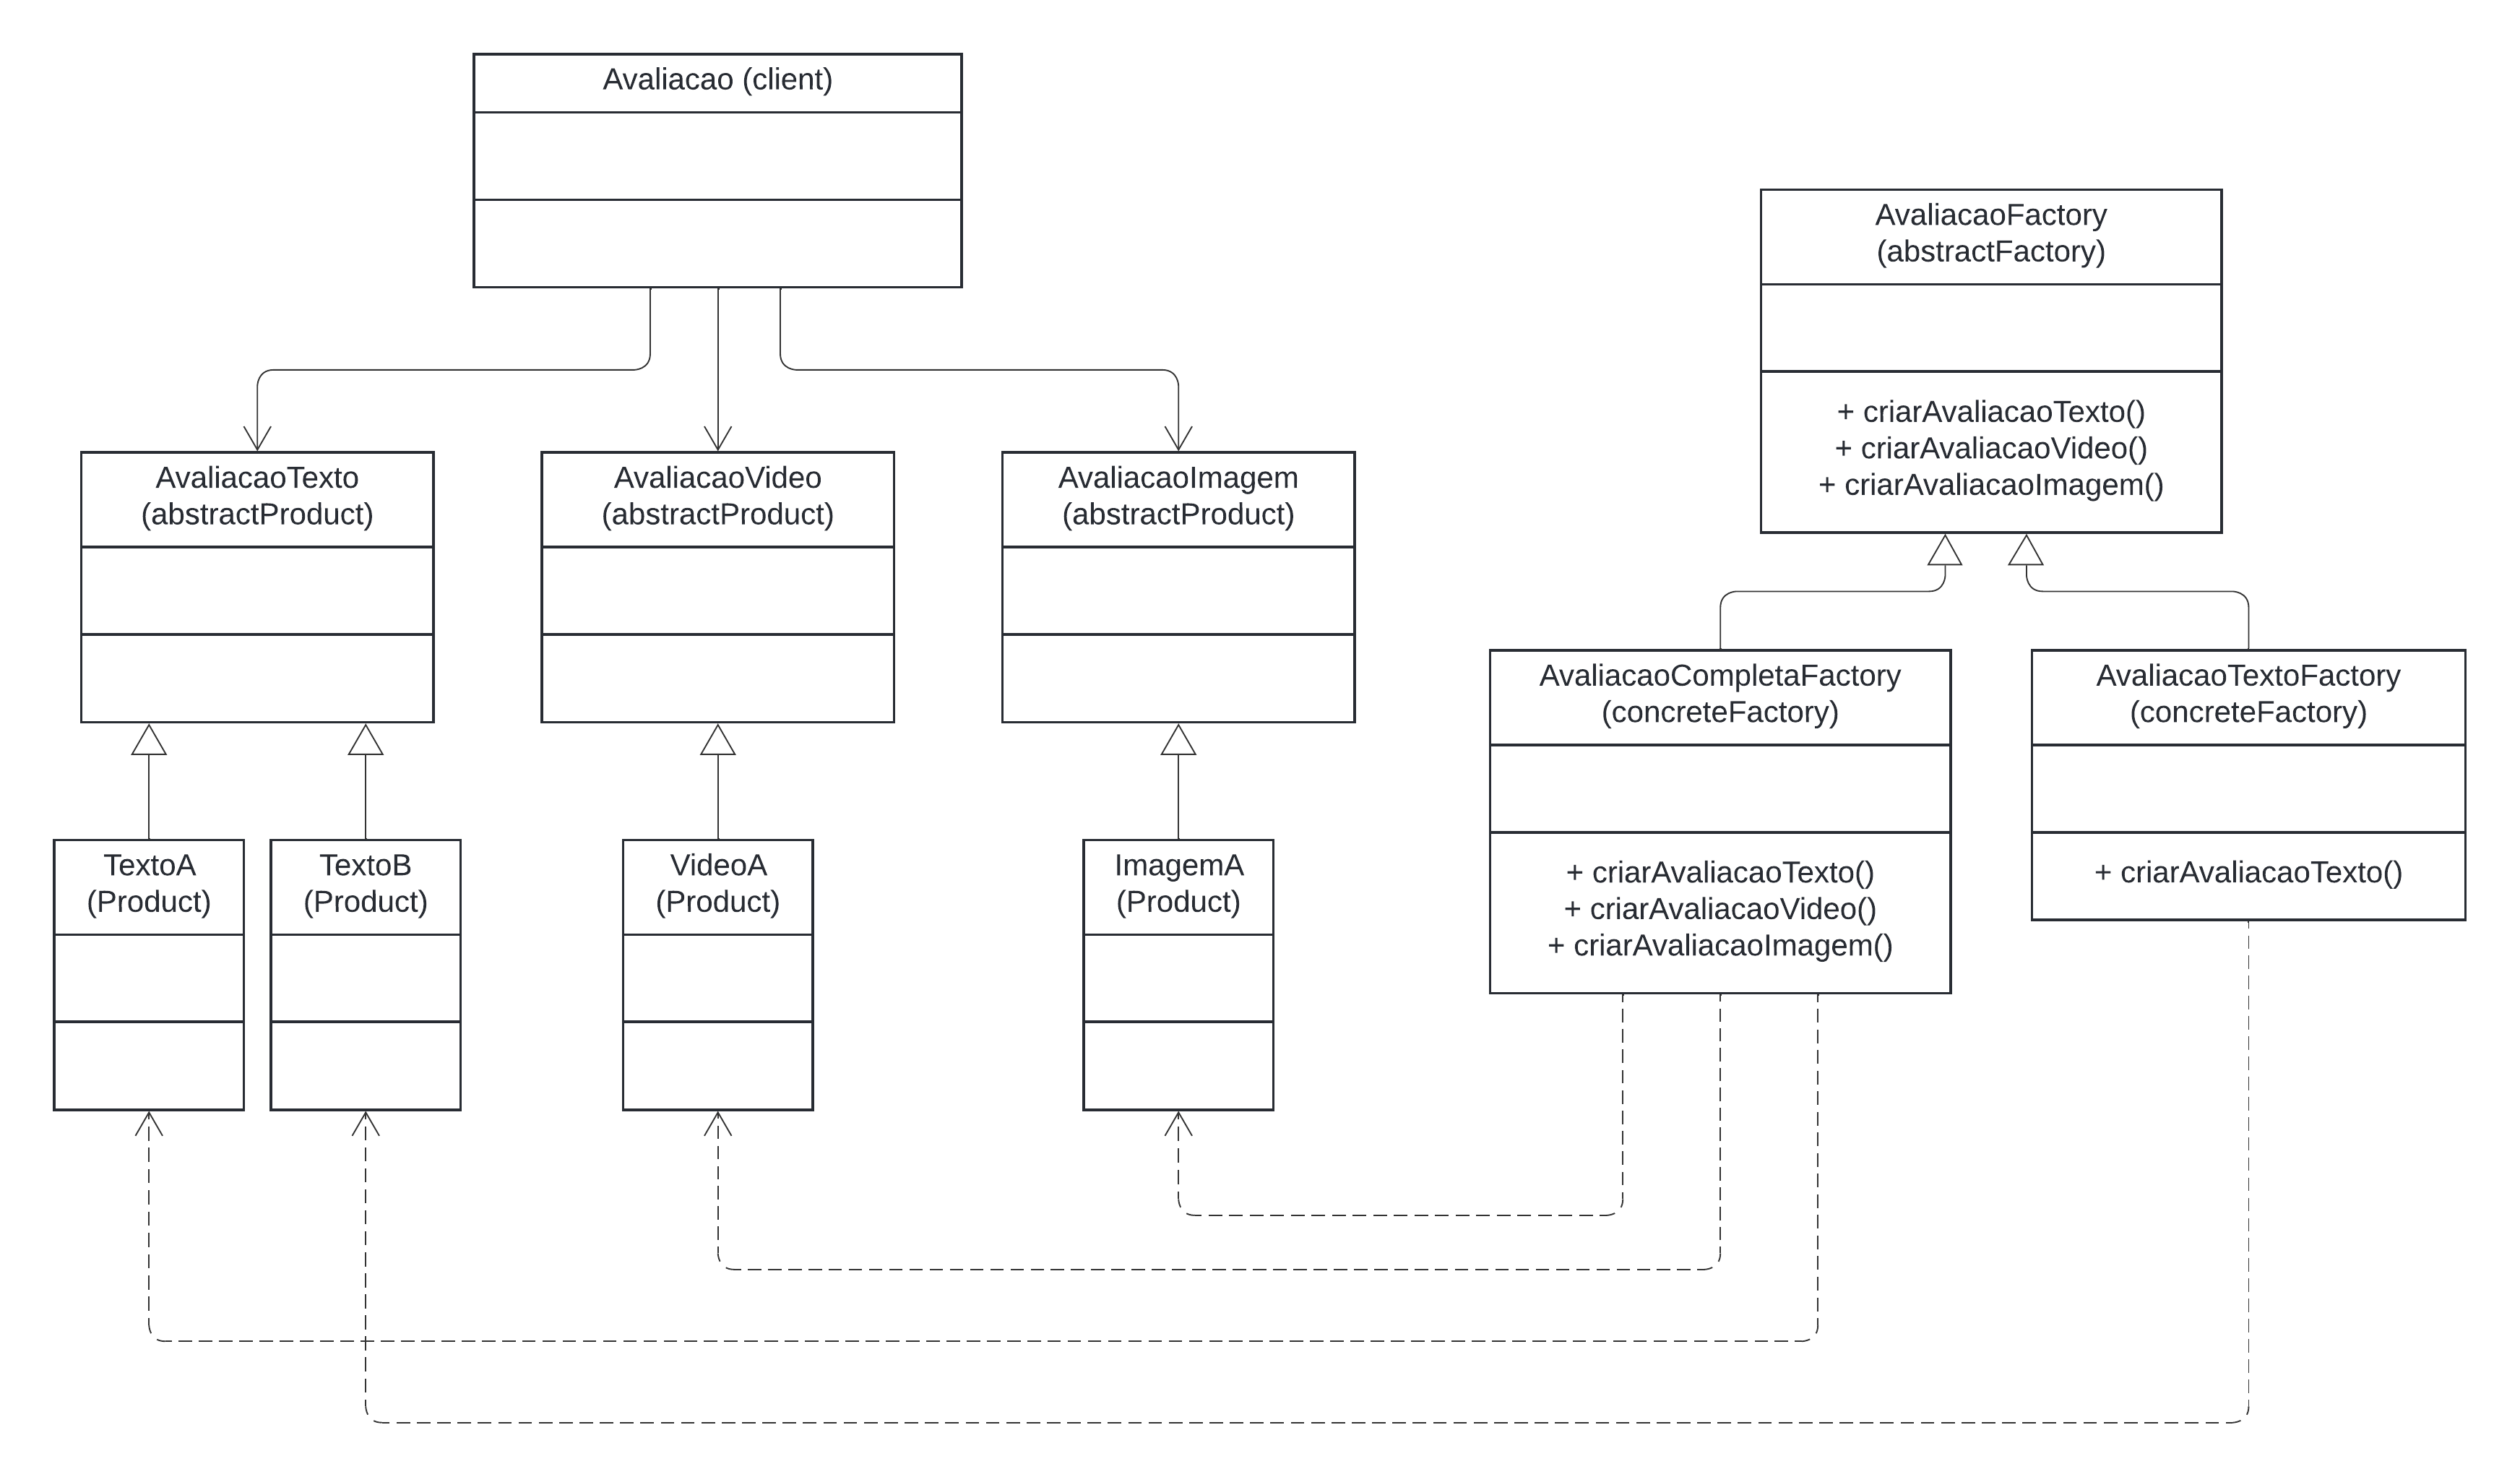 Avaliacao (client)
AvaliacaoFactory
(abstractFactory)
+ criarAvaliacaoTexto()
+ criarAvaliacaoVideo()
+ criarAvaliacaoImagem()
AvaliacaoTexto
(abstractProduct)
AvaliacaoVideo
(abstractProduct)
AvaliacaoImagem
(abstractProduct)
AvaliacaoCompletaFactory
(concreteFactory)
+ criarAvaliacaoTexto()
+ criarAvaliacaoVideo()
+ criarAvaliacaoImagem()
AvaliacaoTextoFactory
(concreteFactory)
+ criarAvaliacaoTexto()
TextoA
(Product)
TextoB
(Product)
VideoA
(Product)
ImagemA
(Product)